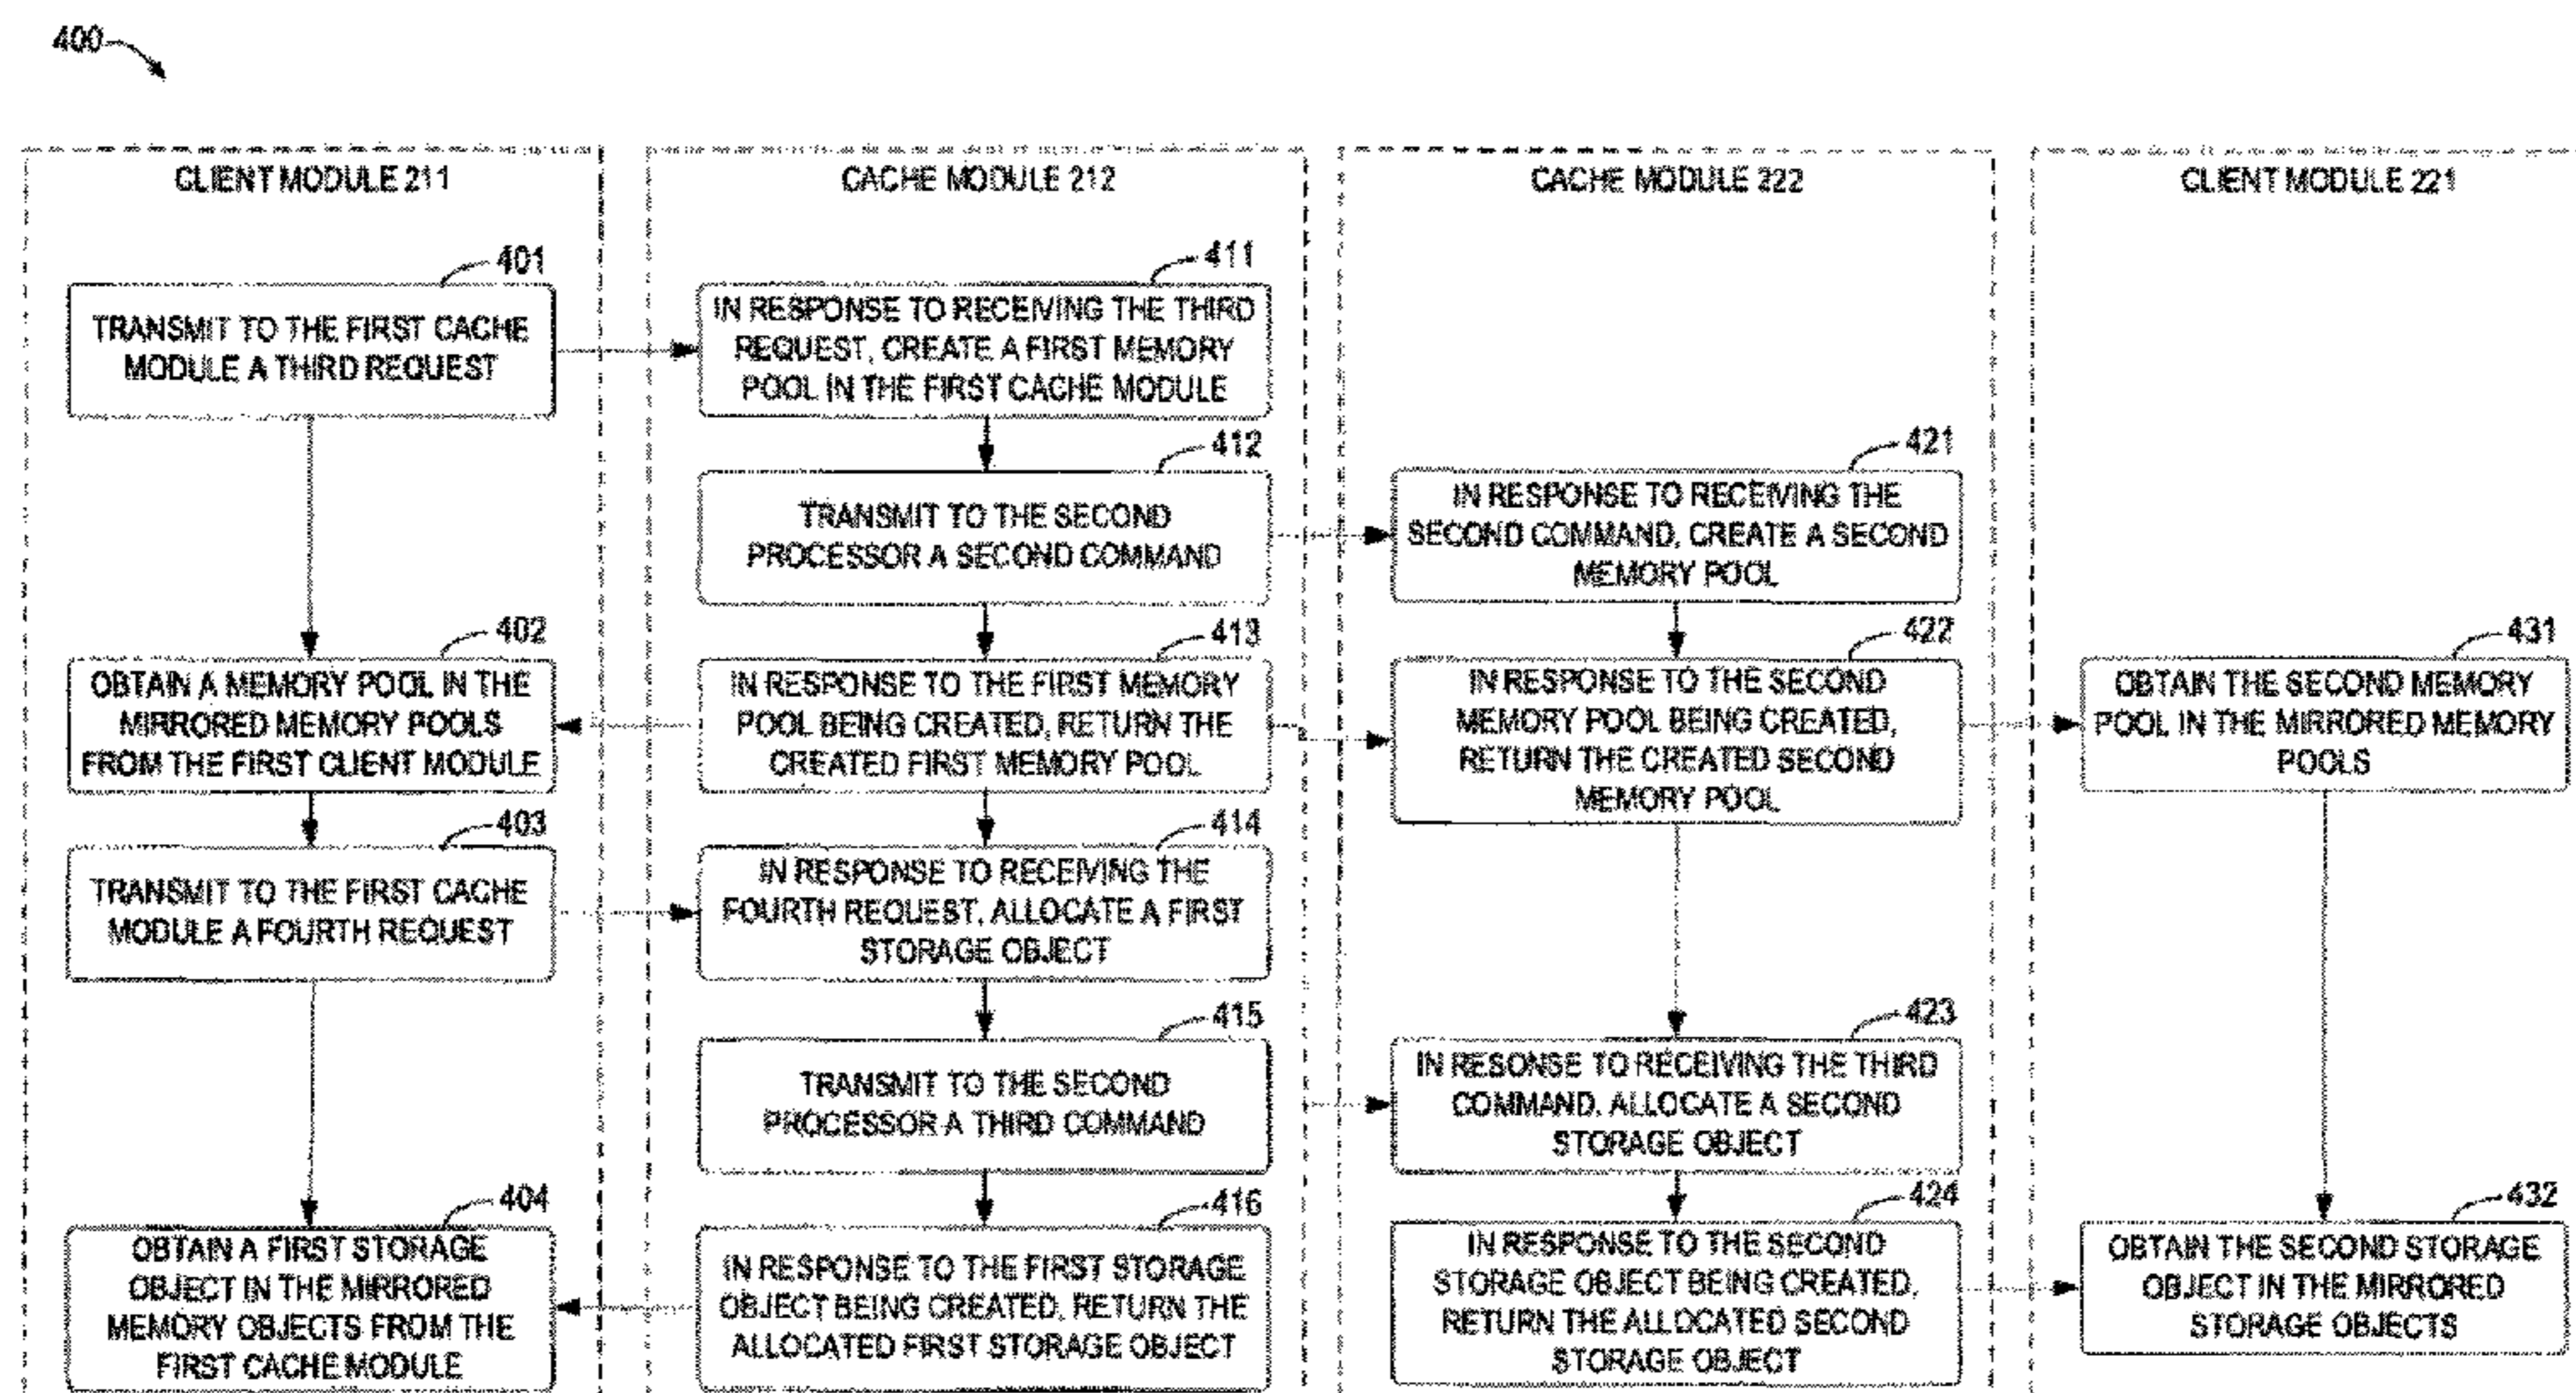 400
CLIENT MODULE 211
401
TRANSMIT TO THE FIRST CACHE
MODULE A THIRD REQUEST
402
OBTAIN A MEMORY POOL IN THE
MIRRORED MEMORY POOLS
FROM THE FIRST CLIENT MODULE
403
TRANSMIT TO THE FIRST CACHE
MODULE A FOURTH REQUEST
404
OBTAIN A FIRST STORAGE
OBJECT IN THE MIRRORED
MEMORY OBJECTS FROM THE
FIRST CACHE MODULE
CACHE MODULE 212
411
IN RESPONSE TO RECEIVING THE THIRD
REQUEST, CREATE A FIRST MEMORY
POOL IN THE FIRST CACHE MODULE
412
TRANSMIT TO THE SECOND
PROCESSOR A SECOND COMMAND
413
IN RESPONSE TO THE FIRST MEMORY
POOL BEING CREATED, RETURN THE
CREATED FIRST MEMORY POOL
414
IN RESPONSE TO RECEIVING THE
FOURTH REQUEST, ALLOCATE A FIRST
STORAGE OBJECT
415
TRANSMIT TO THE SECOND
PROCESSOR A THIRD COMMAND
416
IN RESPONSE TO THE FIRST STORAGE
OBJECT BEING CREATED, RETURN THE
ALLOCATED FIRST STORAGE OBJECT
CACHE MODULE 222
421
IN RESPONSE TO RECEIVING THE
SECOND COMMAND, CREATE A SECOND
MEMORY POOL
422
IN RESPONSE TO THE SECOND
MEMORY POOL BEING CREATED,
RETURN THE CREATED SECOND
MEMORY POOL
423
IN RESONSE TO RECEIVING THE THIRD
COMMAND, ALLOCATE A SECOND
STORAGE OBJECT
424
IN RESPONSE TO THE SECOND
STORAGE OBJECT BEING CREATED,
RETURN THE ALLOCATED SECOND
STORAGE OBJECT
CLIENT MODULE 221
431
OBTAIN THE SECOND MEMORY
POOL IN THE MIRRORED MEMORY
POOLS
432
OBTAIN THE SECOND STORAGE
OBJECT IN THE MIRRORED
STORAGE OBJECTS